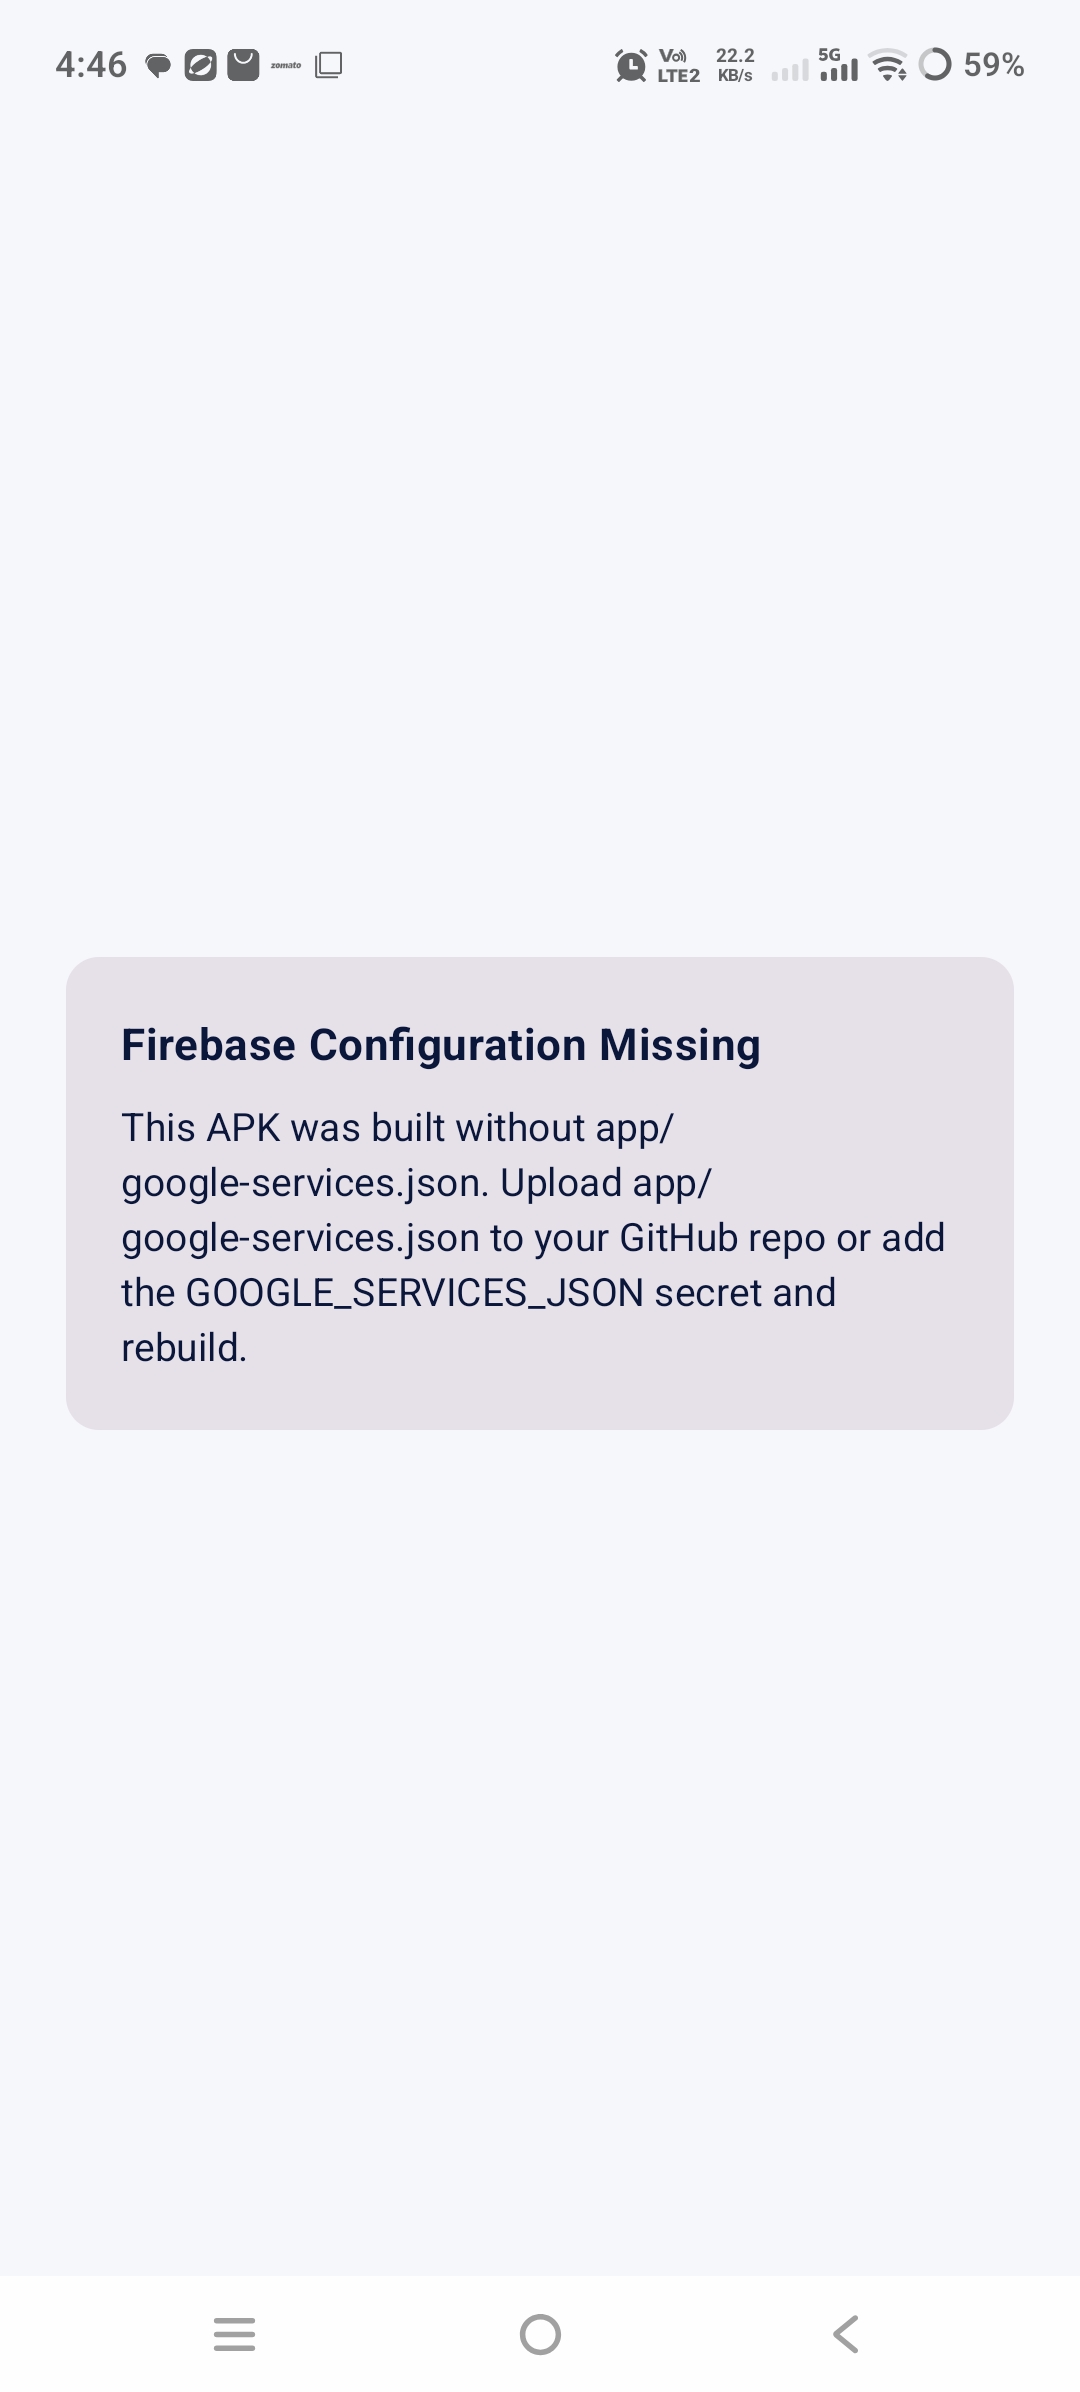 4:46 zomato Vo LTE2 22.2 KB/s 5G 59%
Firebase Configuration Missing
This APK was built without app/
google-services.json. Upload app/
google-services.json to your GitHub repo or add
the GOOGLE_SERVICES_JSON secret and
rebuild.